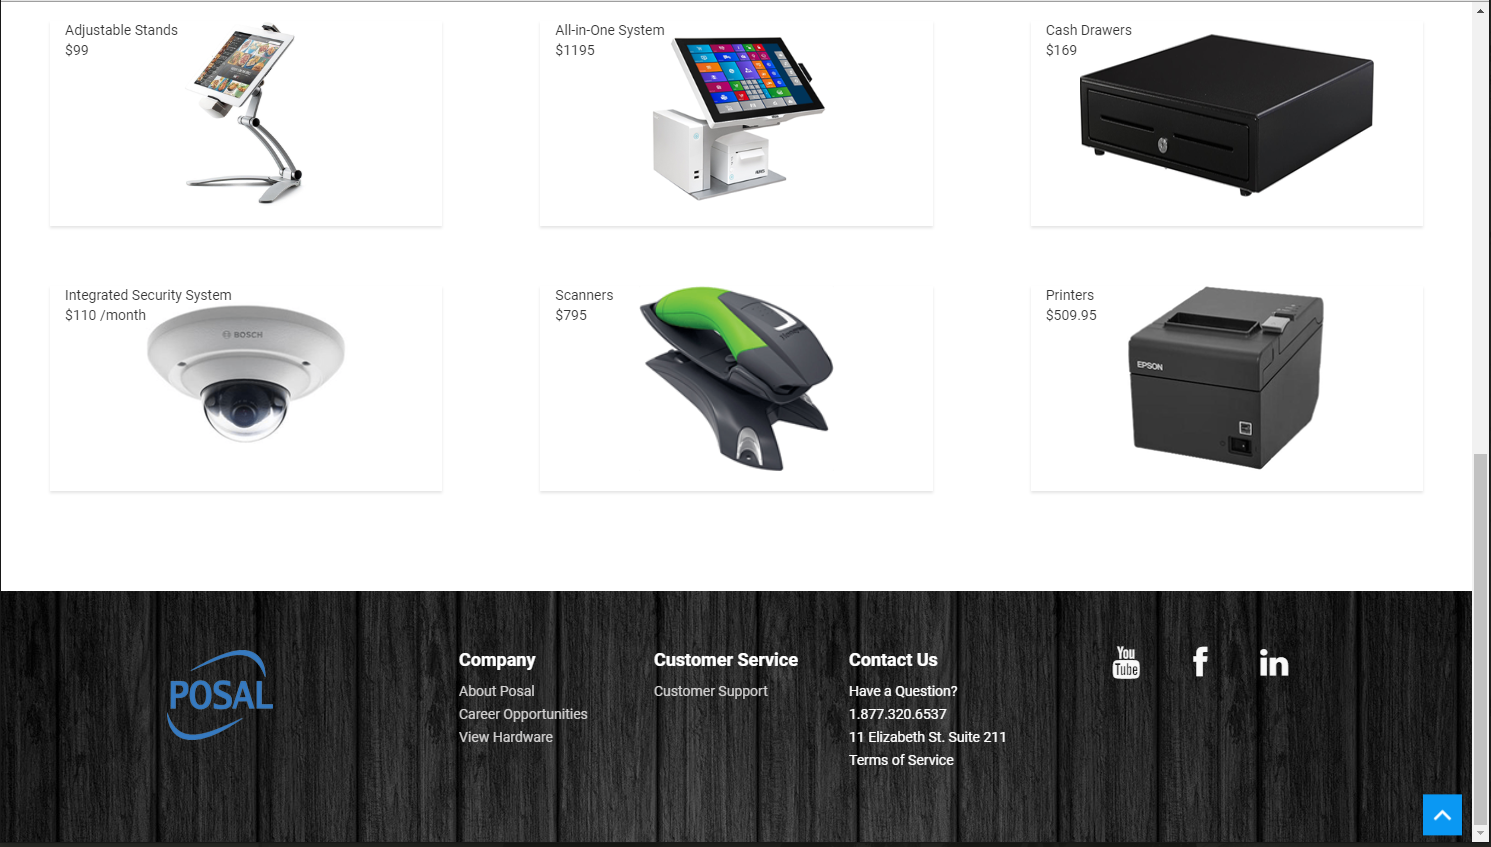 Adjustable Stands
$99
All-in-One System
$1195
Cash Drawers
$169
Integrated Security System
$110 /month
BOSCH
Scanners
$795
Printers
$509.95
EPSON
POSAL
Company
About Posal
Career Opportunities
View Hardware
Customer Service
Customer Support
Contact Us
Have a Question?
1.877.320.6537
11 Elizabeth St. Suite 211
Terms of Service
You
Tube
f
in